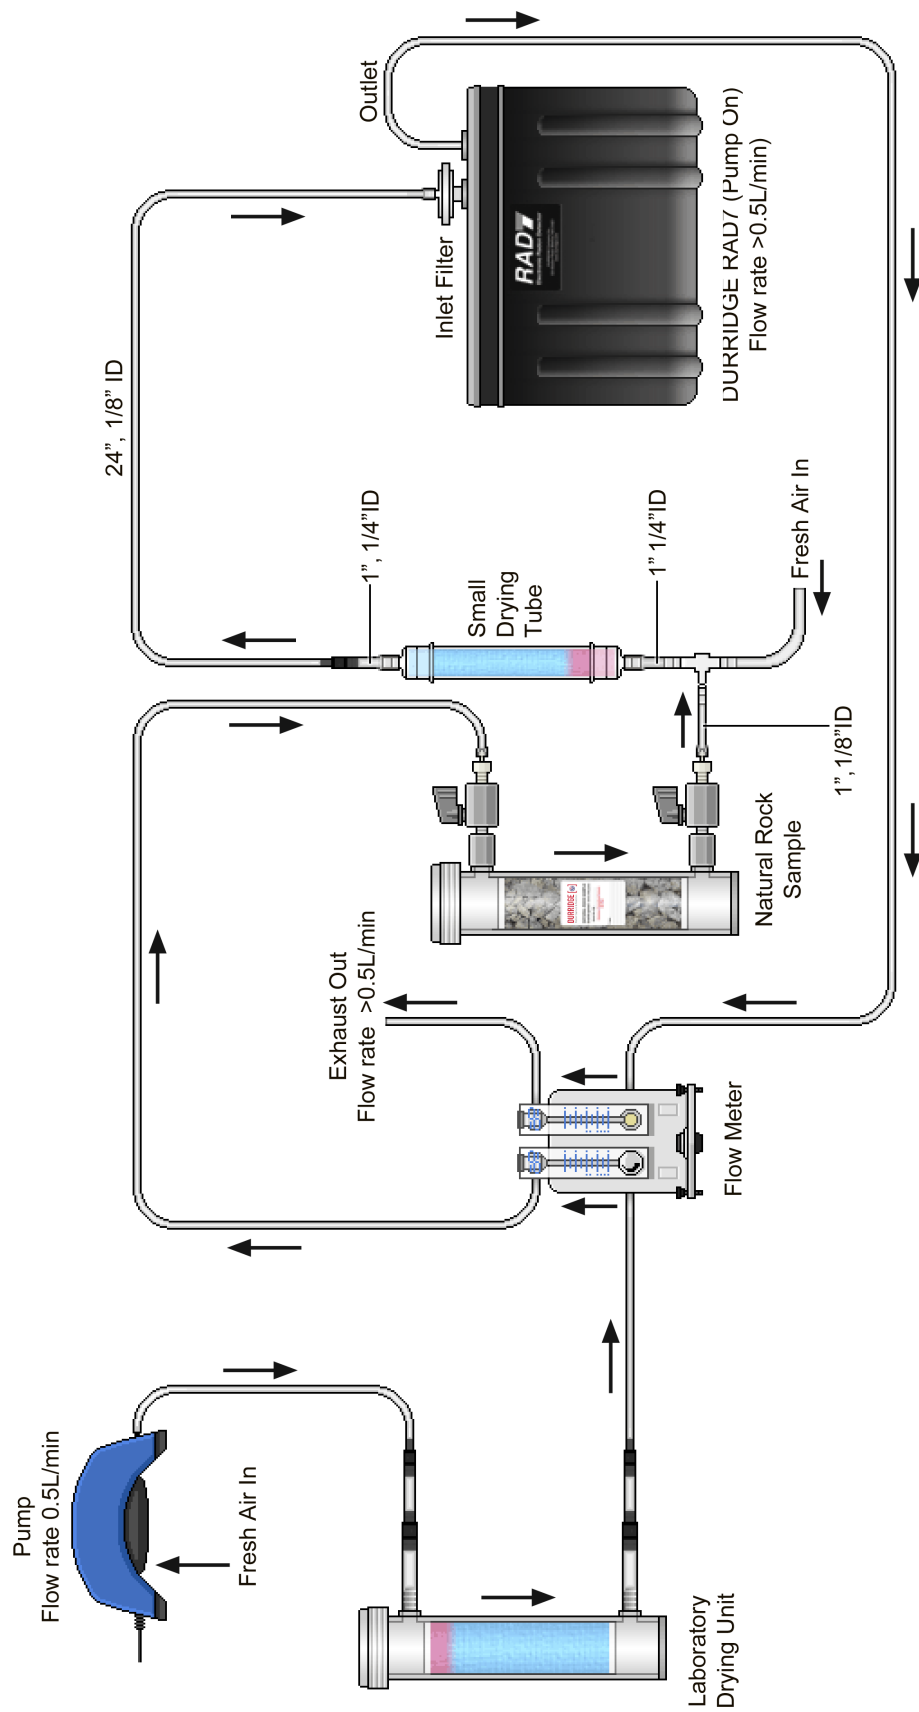 Pump
Flow rate 0.5L/min
Fresh Air In
Laboratory
Drying Unit
Exhaust Out
Flow rate >0.5L/min
Flow Meter
DURRIDGE
Natural Rock
Sample
24”, 1/8” ID
1”, 1/4”ID
Small
Drying
Tube
1” 1/4”ID
1”,1/8”ID
Fresh Air In
Outlet
Inlet Filter
RAD7
Electronic Radon Detector
DURRIDGE RAD7 (Pump On)
Flow rate >0.5L/min)